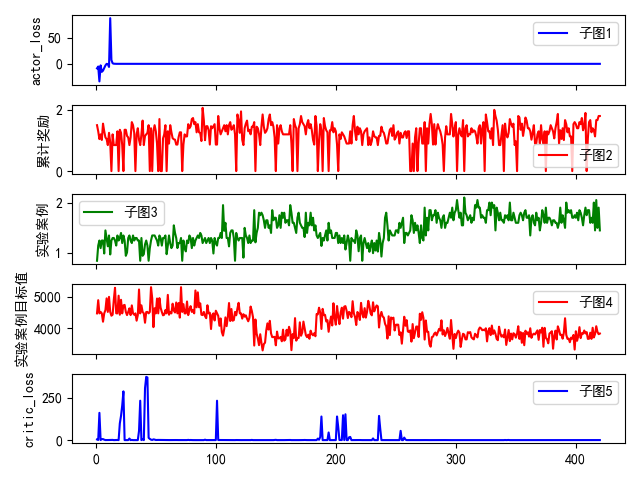 actor_loss
50
0
子图1
累计奖励
2
0
子图2
实验案例
2
1
子图3
实验案例目标值
5000
4000
子图4
critic_loss
250
0
子图5
0 100 200 300 400